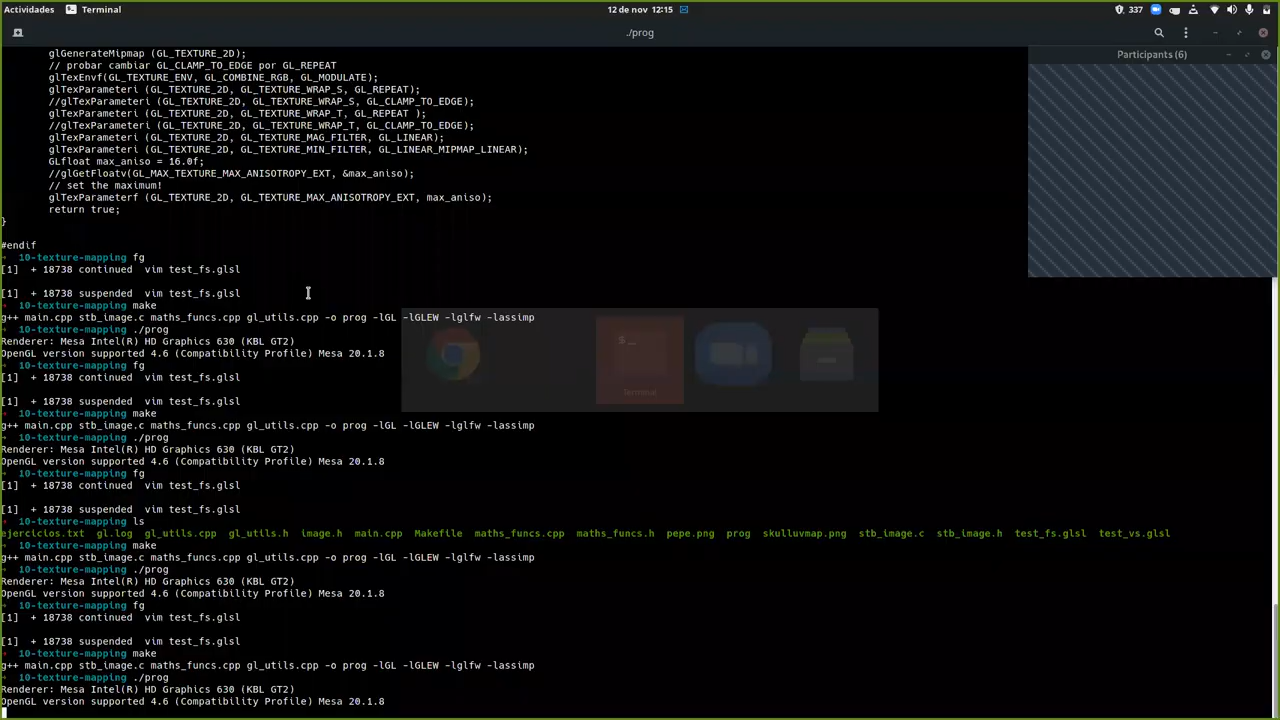 Actividades Terminal 12 de nov 12:15 337
./prog
Participants (6)
glGenerateMipmap (GL_TEXTURE_2D);
// probar cambiar GL_CLAMP_TO_EDGE por GL_REPEAT
glTexEnvf(GL_TEXTURE_ENV, GL_COMBINE_RGB, GL_MODULATE);
glTexParameteri (GL_TEXTURE_2D, GL_TEXTURE_WRAP_S, GL_REPEAT);
//glTexParameteri (GL_TEXTURE_2D, GL_TEXTURE_WRAP_S, GL_CLAMP_TO_EDGE);
glTexParameteri (GL_TEXTURE_2D, GL_TEXTURE_WRAP_T, GL_REPEAT );
//glTexParameteri (GL_TEXTURE_2D, GL_TEXTURE_WRAP_T, GL_CLAMP_TO_EDGE);
glTexParameteri (GL_TEXTURE_2D, GL_TEXTURE_MAG_FILTER, GL_LINEAR);
glTexParameteri (GL_TEXTURE_2D, GL_TEXTURE_MIN_FILTER, GL_LINEAR_MIPMAP_LINEAR);
GLfloat max_aniso = 16.0f;
//glGetFloatv(GL_MAX_TEXTURE_MAX_ANISOTROPY_EXT, &max_aniso);
// set the maximum!
glTexParameterf (GL_TEXTURE_2D, GL_TEXTURE_MAX_ANISOTROPY_EXT, max_aniso);
return true;
}
#endif
10-texture-mapping fg
[1] + 18738 continued vim test_fs.glsl
[1] + 18738 suspended vim test_fs.glsl
10-texture-mapping make
g++ main.cpp stb_image.c maths_funcs.cpp gl_utils.cpp -o prog -lGL -lGLEW -lglfw -lassimp
10-texture-mapping ./prog
Renderer: Mesa Intel(R) HD Graphics 630 (KBL GT2)
OpenGL version supported 4.6 (Compatibility Profile) Mesa 20.1.8
10-texture-mapping fg
[1] + 18738 continued vim test_fs.glsl
[1] + 18738 suspended vim test_fs.glsl
10-texture-mapping make
g++ main.cpp stb_image.c maths_funcs.cpp gl_utils.cpp -o prog -lGL -lGLEW -lglfw -lassimp
10-texture-mapping ./prog
Renderer: Mesa Intel(R) HD Graphics 630 (KBL GT2)
OpenGL version supported 4.6 (Compatibility Profile) Mesa 20.1.8
10-texture-mapping fg
[1] + 18738 continued vim test_fs.glsl
[1] + 18738 suspended vim test_fs.glsl
10-texture-mapping ls
ejercicios.txt gl.log gl_utils.cpp gl_utils.h image.h main.cpp Makefile maths_funcs.cpp maths_funcs.h pepe.png prog skulluvmap.png stb_image.c stb_image.h test_fs.glsl test_vs.glsl
10-texture-mapping make
g++ main.cpp stb_image.c maths_funcs.cpp gl_utils.cpp -o prog -lGL -lGLEW -lglfw -lassimp
10-texture-mapping ./prog
Renderer: Mesa Intel(R) HD Graphics 630 (KBL GT2)
OpenGL version supported 4.6 (Compatibility Profile) Mesa 20.1.8
10-texture-mapping fg
[1] + 18738 continued vim test_fs.glsl
[1] + 18738 suspended vim test_fs.glsl
10-texture-mapping make
g++ main.cpp stb_image.c maths_funcs.cpp gl_utils.cpp -o prog -lGL -lGLEW -lglfw -lassimp
10-texture-mapping ./prog
Renderer: Mesa Intel(R) HD Graphics 630 (KBL GT2)
OpenGL version supported 4.6 (Compatibility Profile) Mesa 20.1.8
$_
Terminal